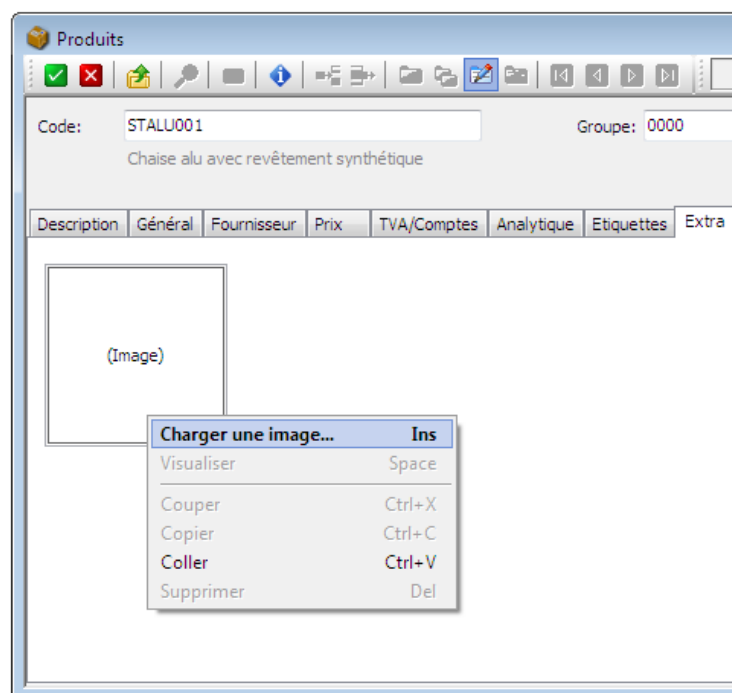 Produits
Code: STALU001 Groupe: 0000
Chaise alu avec revêtement synthétique
Description Général Fournisseur Prix TVA/Comptes Analytique Etiquettes Extra
(Image)
Charger une image... Ins
Visualiser Space
Couper Ctrl+X
Copier Ctrl+C
Coller Ctrl+V
Supprimer Del